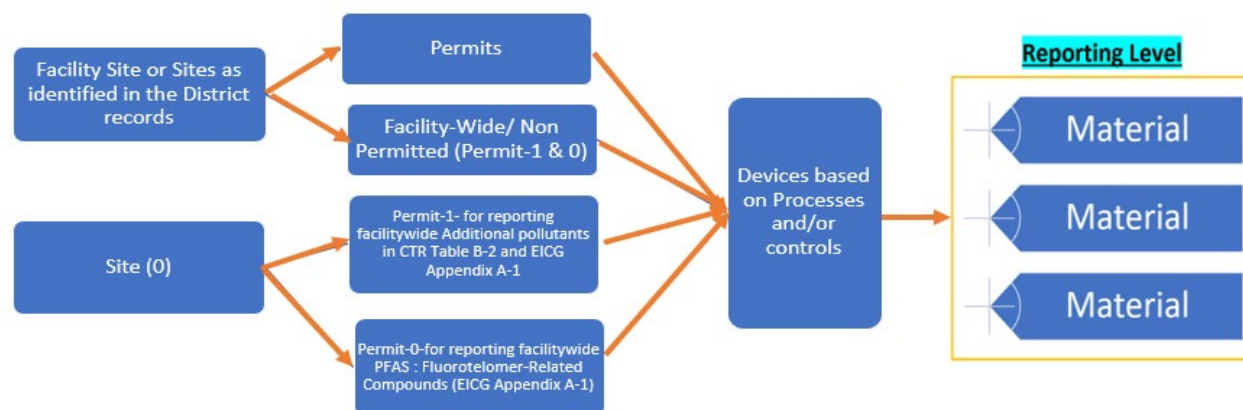 Facility Site or Sites as
identified in the District
records
Permits
Facility-Wide/ Non
Permitted (Permit-1 & 0)
Site (0)
Permit-1- for reporting
facilitywide Additional pollutants
in CTR Table B-2 and EICG
Appendix A-1
Permit-0-for reporting facilitywide
PFAS : Fluorotelomer-Related
Compounds (EICG Appendix A-1)
Devices based
on Processes
and/or
controls
Reporting Level
Material
Material
Material